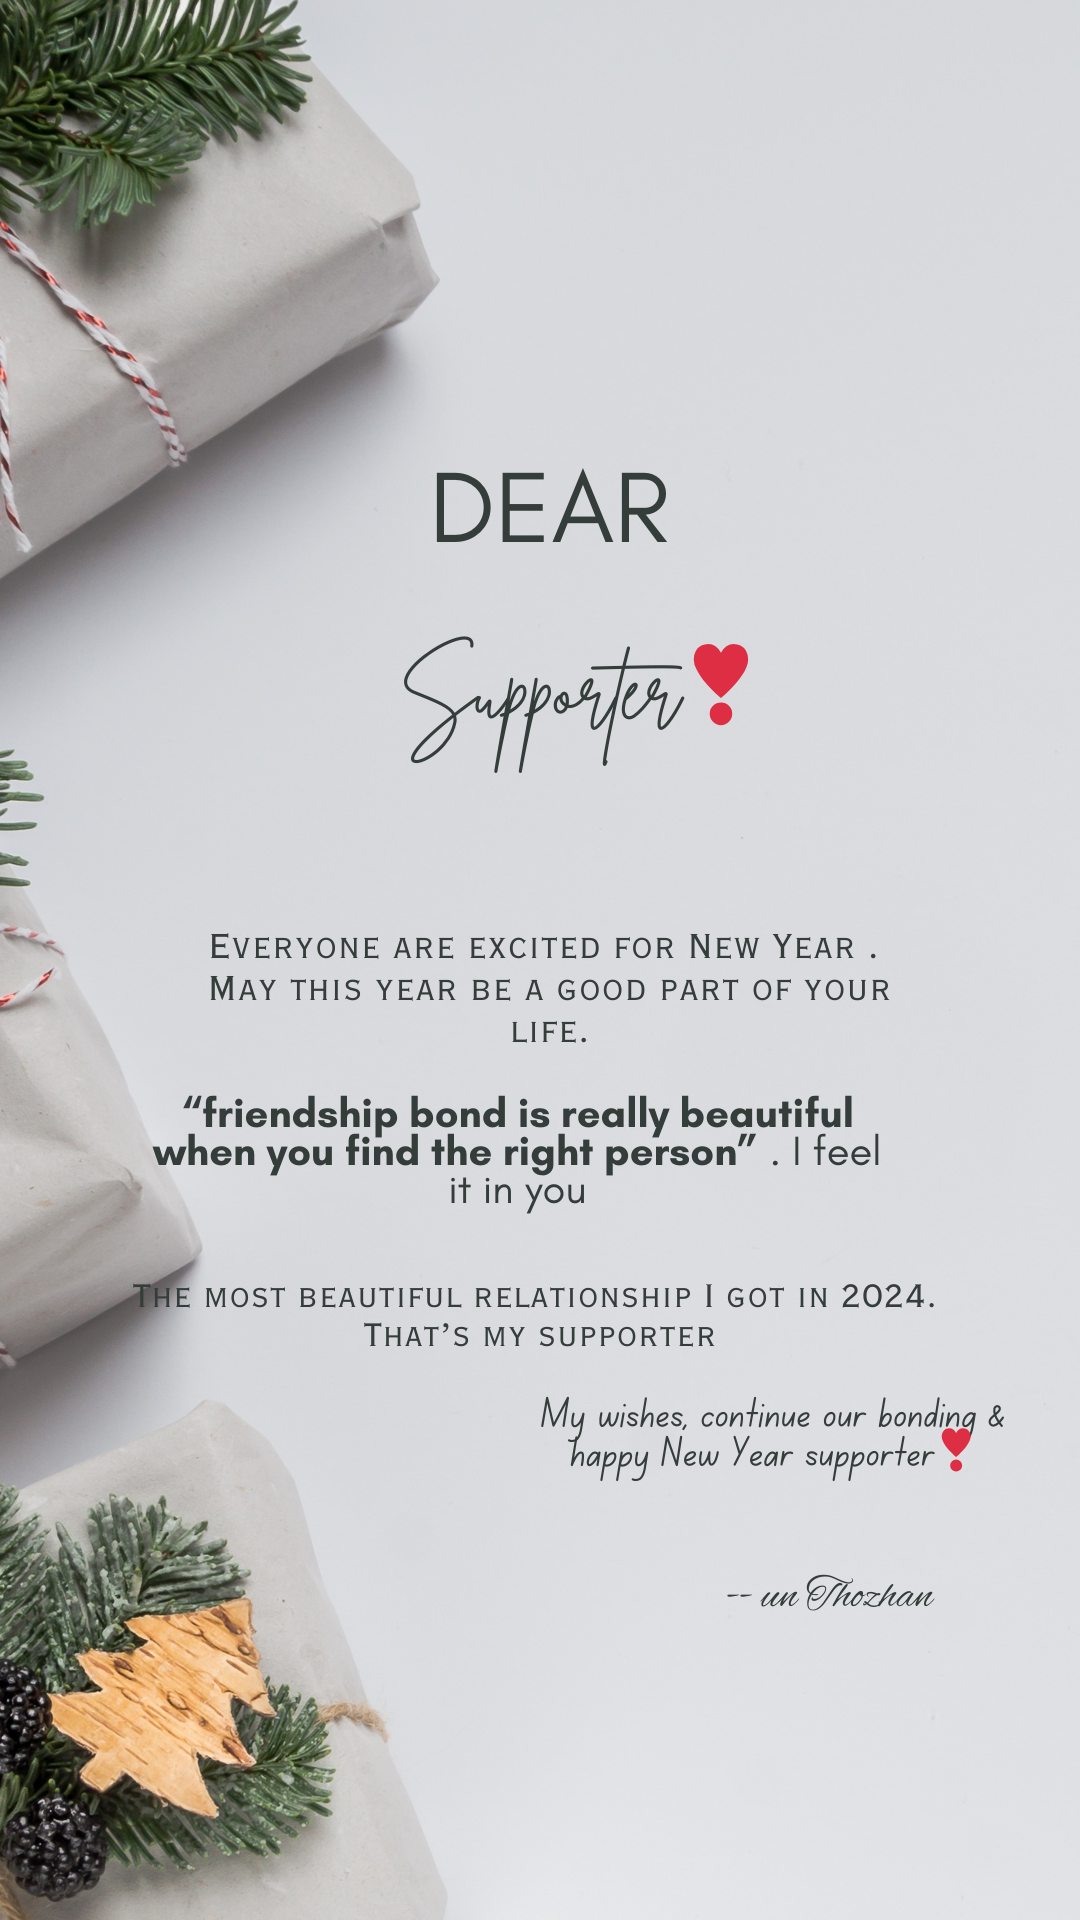 DEAR
Supporter❣
Everyone are excited for New Year .
May this year be a good part of your
life.
“friendship bond is really beautiful
when you find the right person” . I feel
it in you
The most beautiful relationship I got in 2024.
That’s my supporter
My wishes, continue our bonding &
happy New Year supporter❣
-- un Thozhan